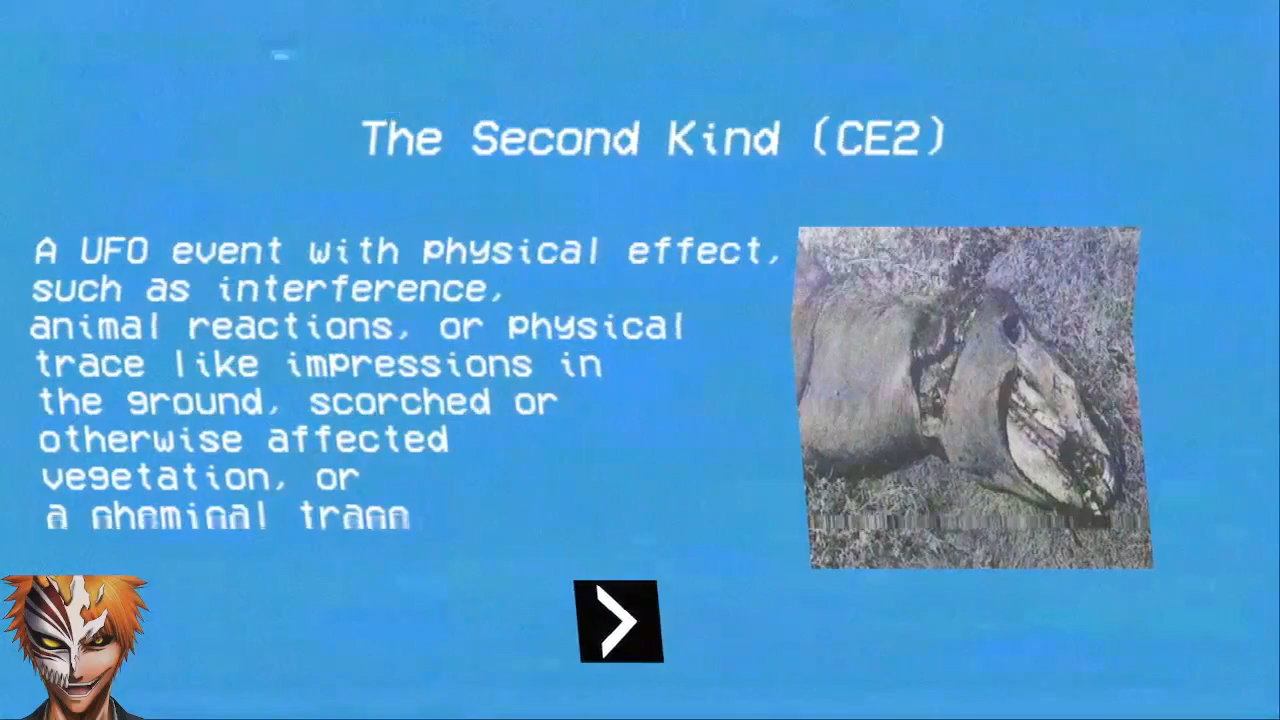 The Second Kind (CE2)
A UFO event with physical effect,
such as interference,
animal reactions, or physical
trace like impressions in
the ground, scorched or
otherwise affected
vegetation, or
a